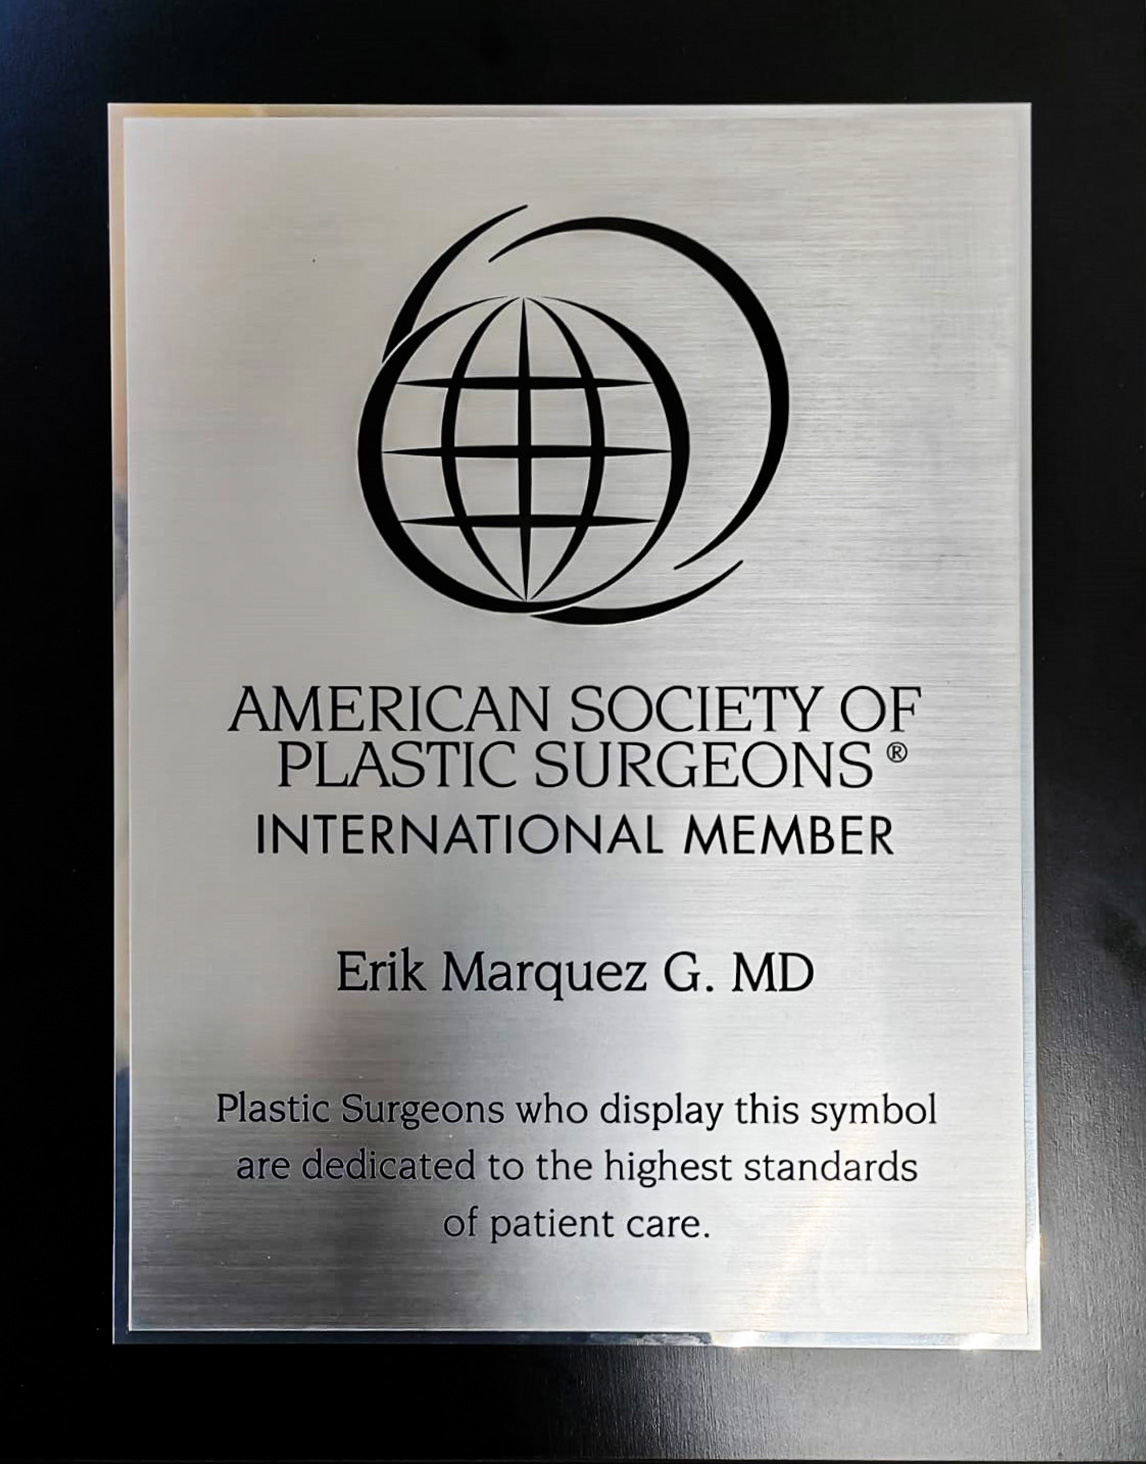 AMERICAN SOCIETY OF
PLASTIC SURGEONS®
INTERNATIONAL MEMBER
Erik Marquez G. MD
Plastic Surgeons who display this symbol
are dedicated to the highest standards
of patient care.